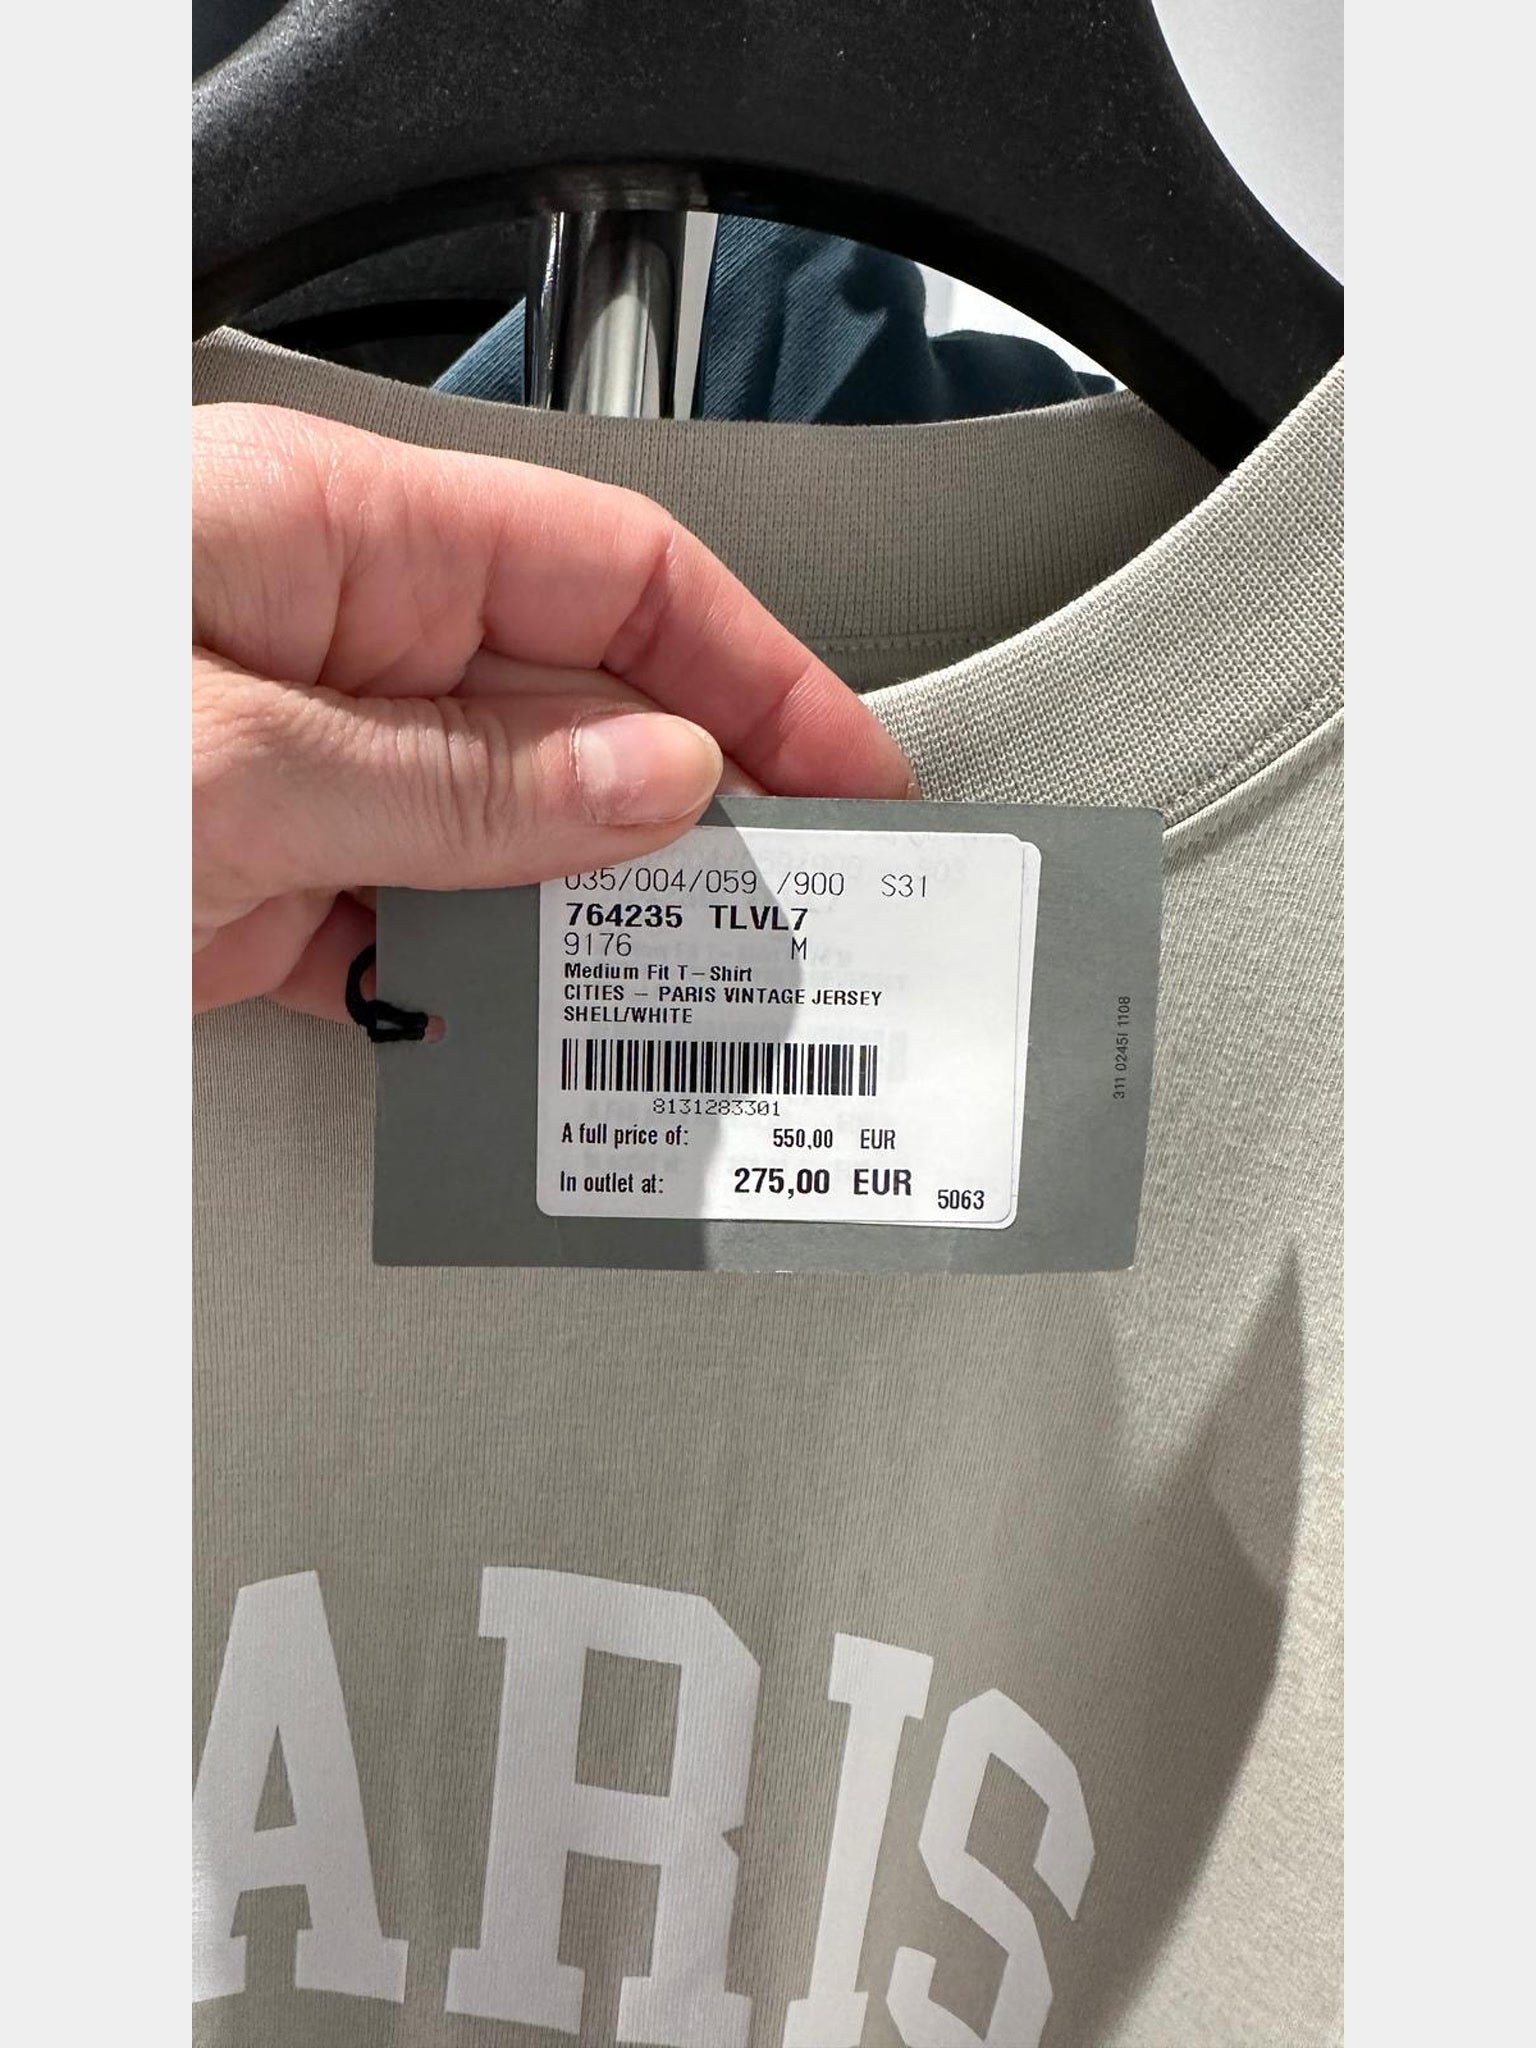 035/004/059 /900 S31
764235 TLVL7
9176 M
Medium Fit T-Shirt
CITIES - PARIS VINTAGE JERSEY
SHELL/WHITE
8131283301
A full price of: 550,00 EUR
In outlet at: 275,00 EUR 5063
311 0245I 1108
ARIS